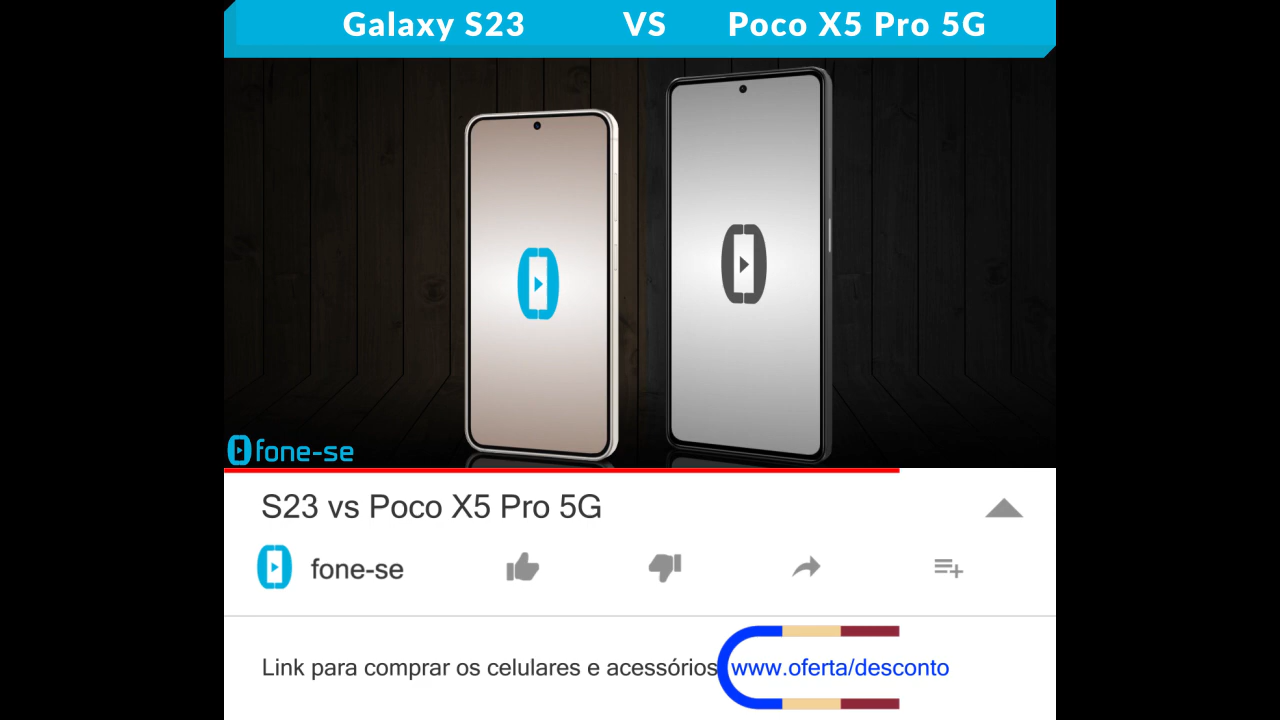 Galaxy S23 VS Poco X5 Pro 5G
fone-se
S23 vs Poco X5 Pro 5G
fone-se
Link para comprar os celulares e acessórios www.oferta/desconto